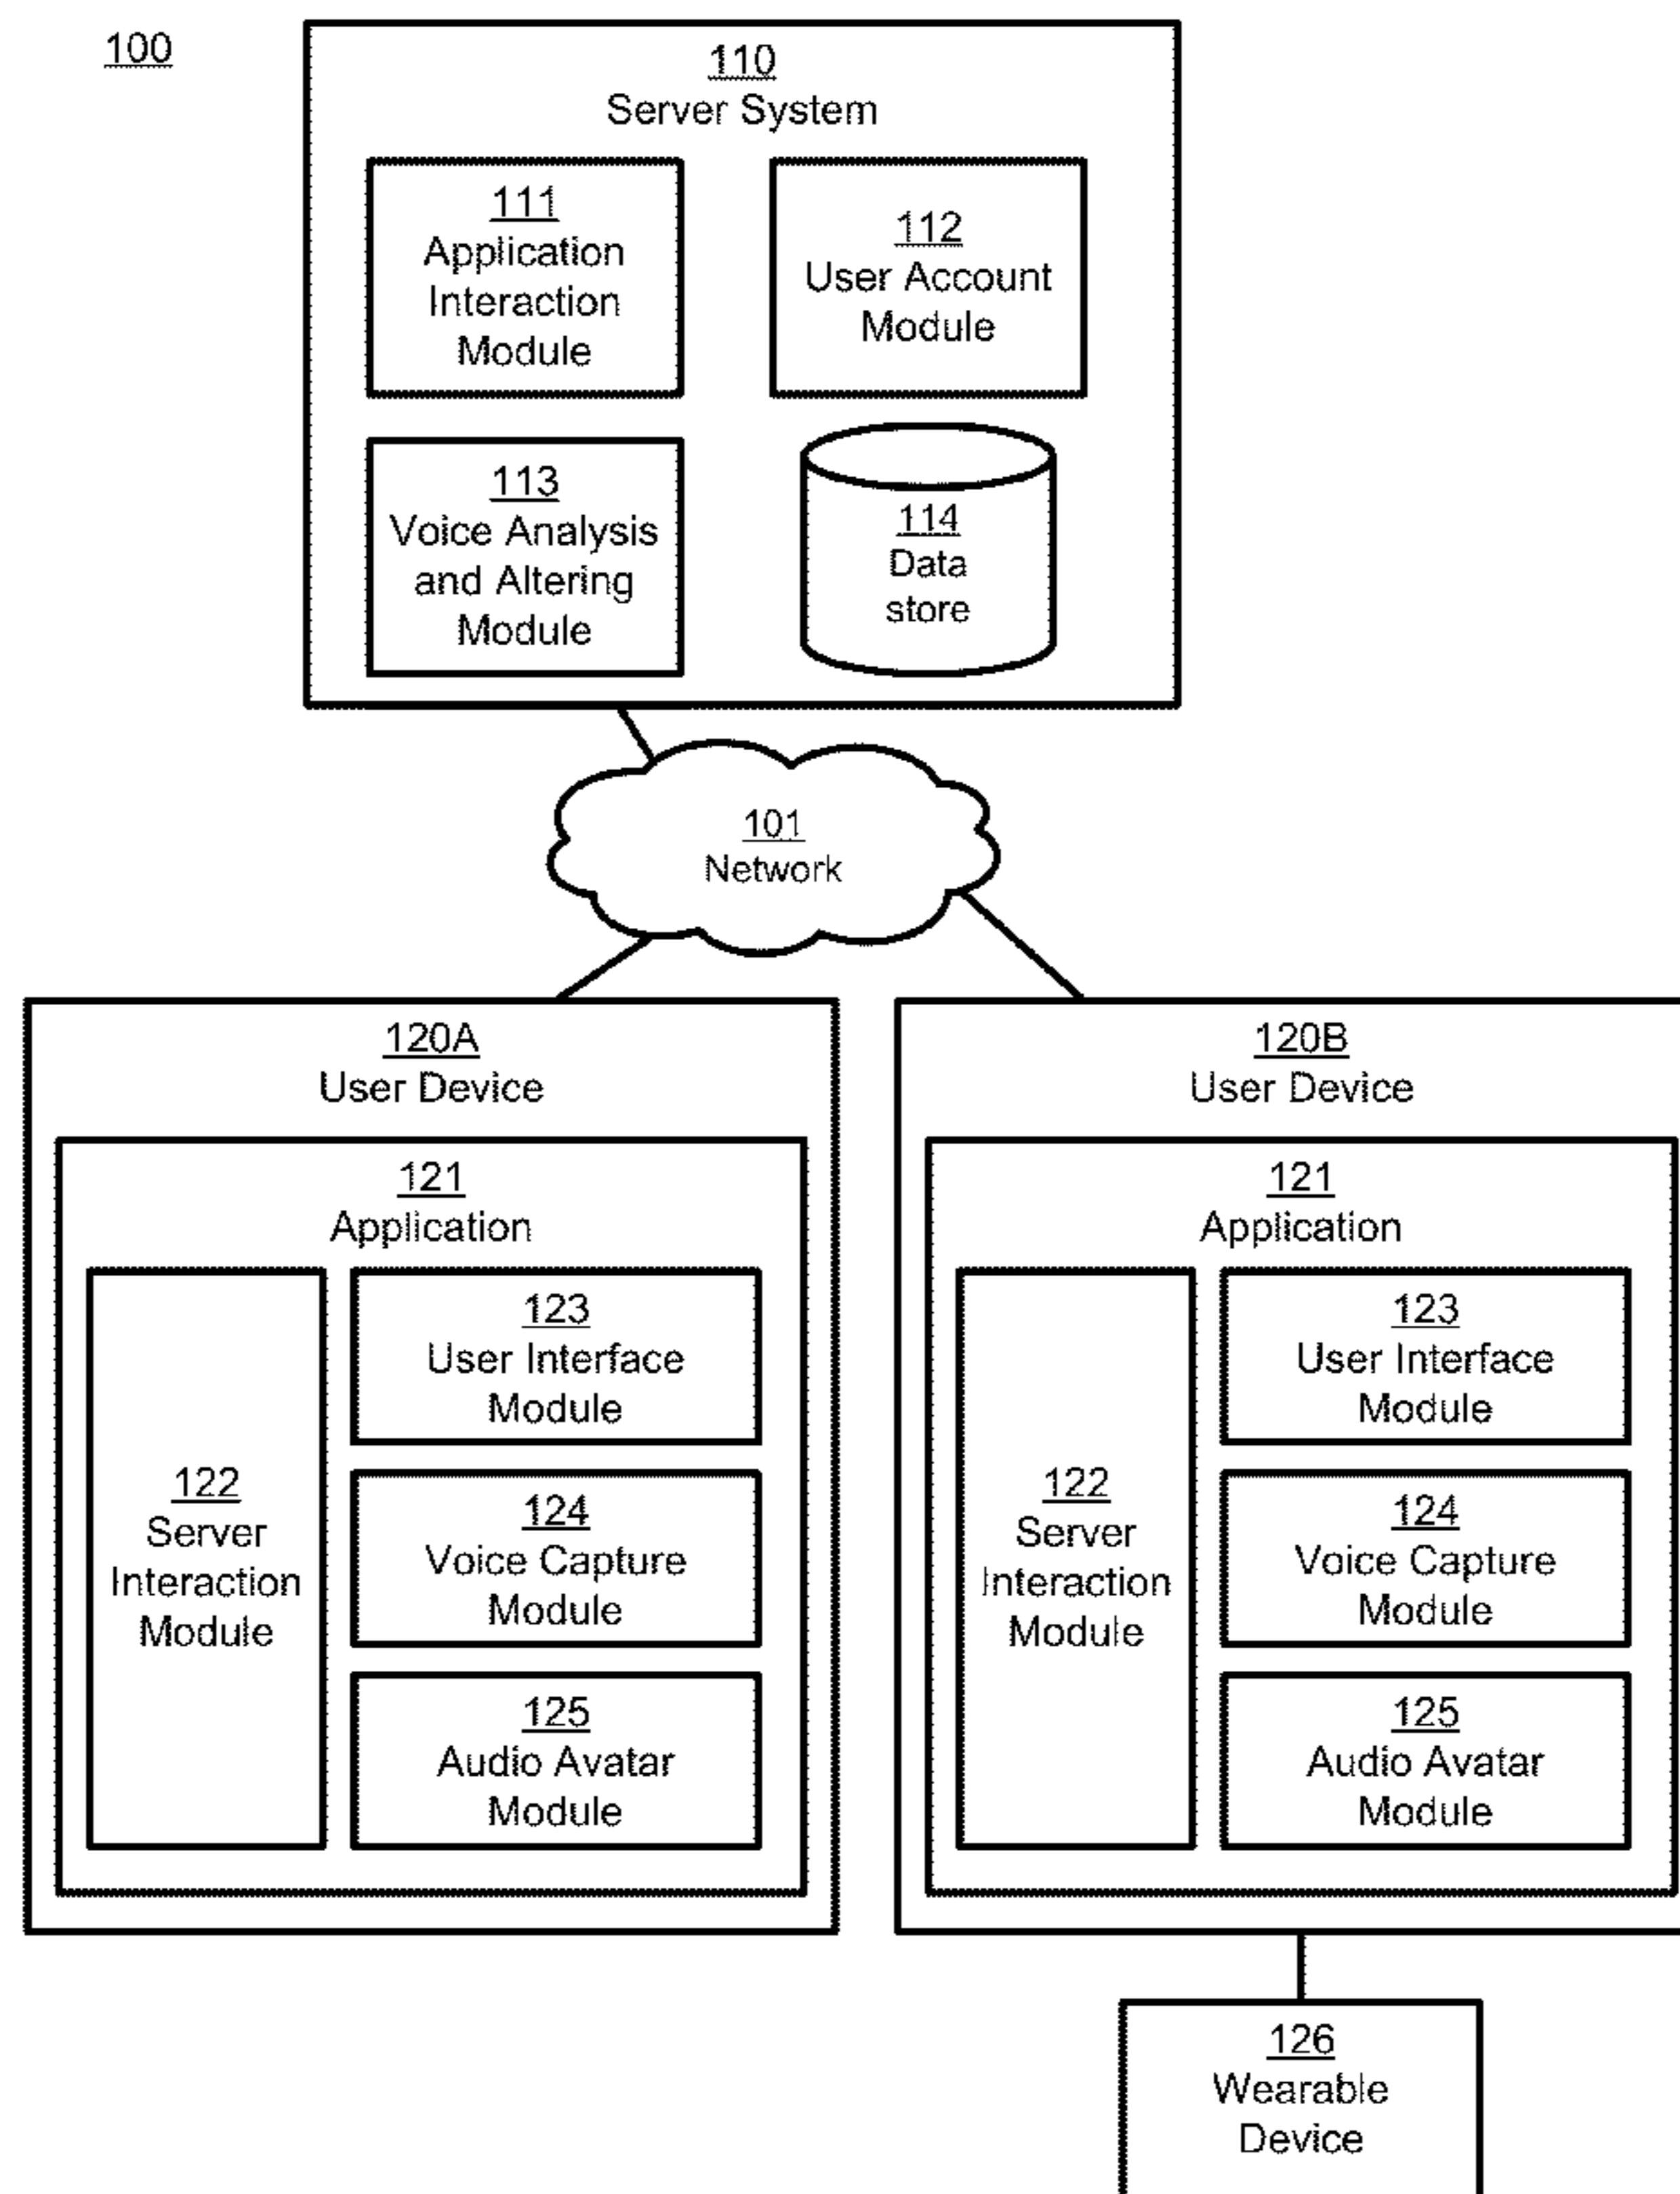 100
110
Server System
111
Application
Interaction
Module
112
User Account
Module
113
Voice Analysis
and Altering
Module
114
Data
store
101
Network
120A
User Device
121
Application
122
Server
Interaction
Module
123
User Interface
Module
124
Voice Capture
Module
125
Audio Avatar
Module
120B
User Device
121
Application
122
Server
Interaction
Module
123
User Interface
Module
124
Voice Capture
Module
125
Audio Avatar
Module
126
Wearable
Device